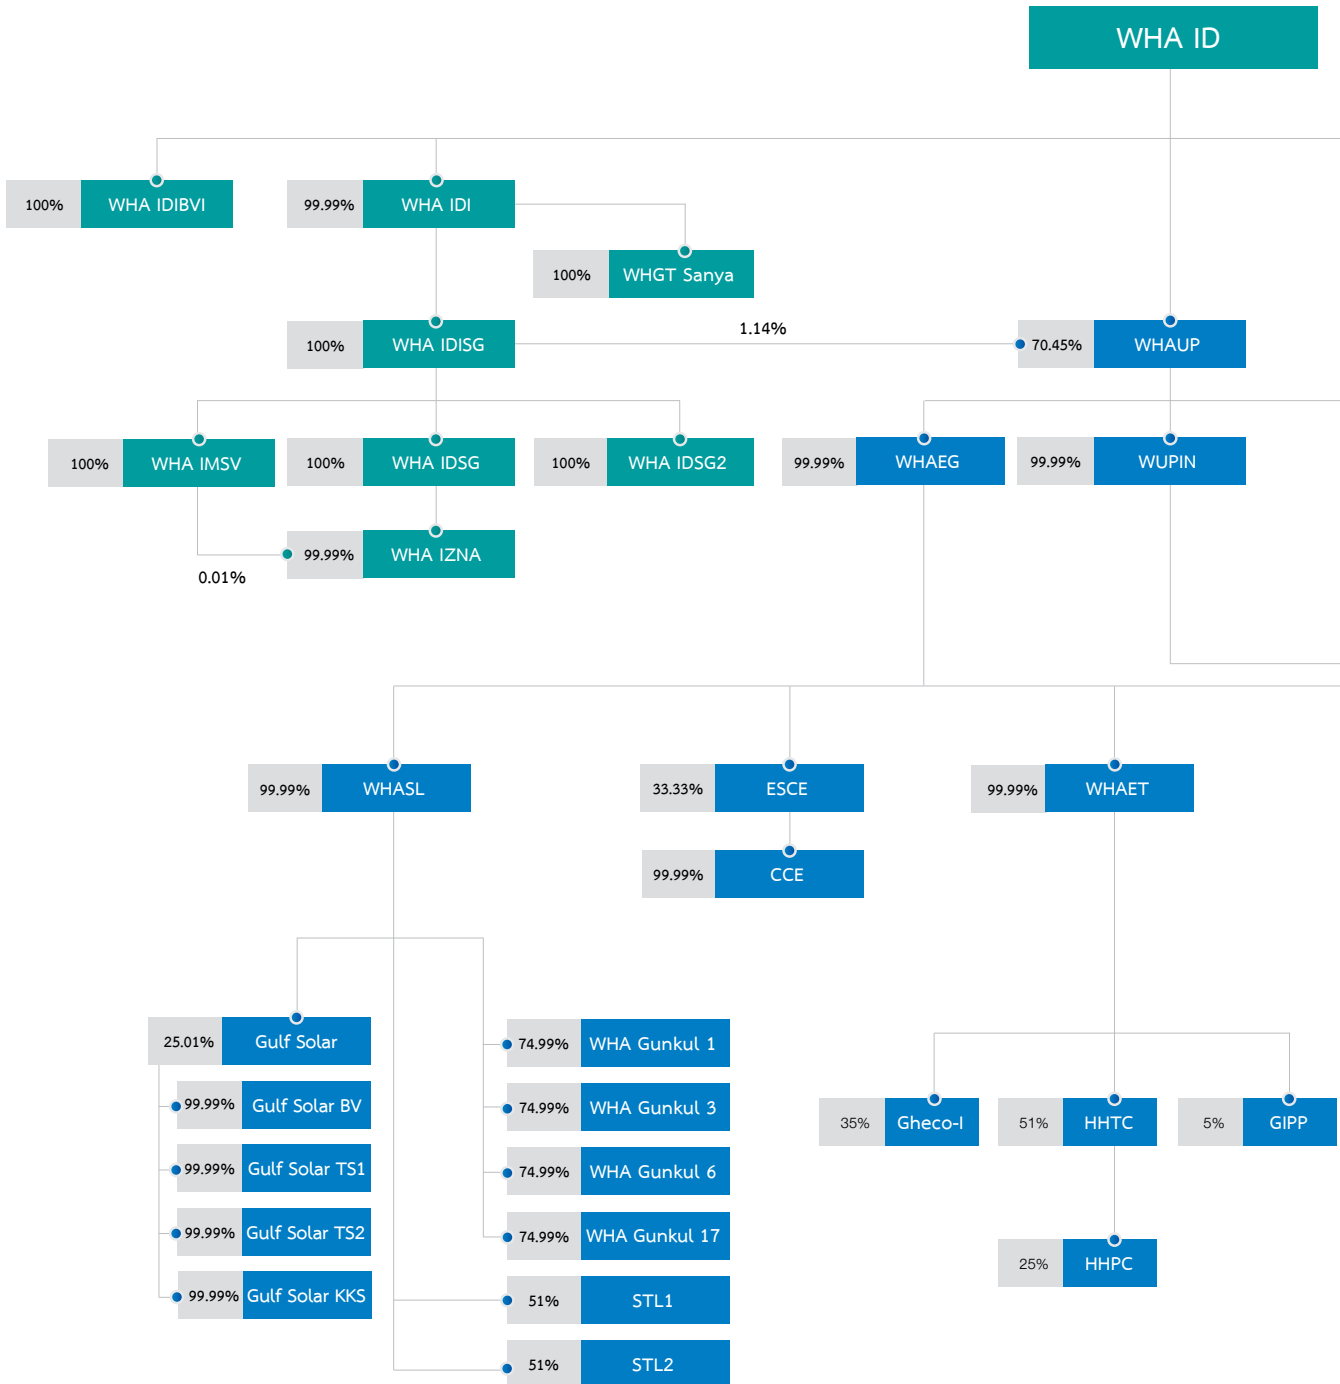 WHA ID
100% WHA IDIBVI
99.99% WHA IDI
100% WHGT Sanya
100% WHA IDISG
1.14%
70.45% WHAUP
100% WHA IMSV
100% WHA IDSG
100% WHA IDSG2
99.99% WHAEG
99.99% WUPIN
99.99% WHA IZNA
0.01%
99.99% WHASL
33.33% ESCE
99.99% WHAET
99.99% CCE
25.01% Gulf Solar
99.99% Gulf Solar BV
99.99% Gulf Solar TS1
99.99% Gulf Solar TS2
99.99% Gulf Solar KKS
74.99% WHA Gunkul 1
74.99% WHA Gunkul 3
74.99% WHA Gunkul 6
74.99% WHA Gunkul 17
51% STL1
51% STL2
35% Gheco-I
51% HHTC
5% GIPP
25% HHPC